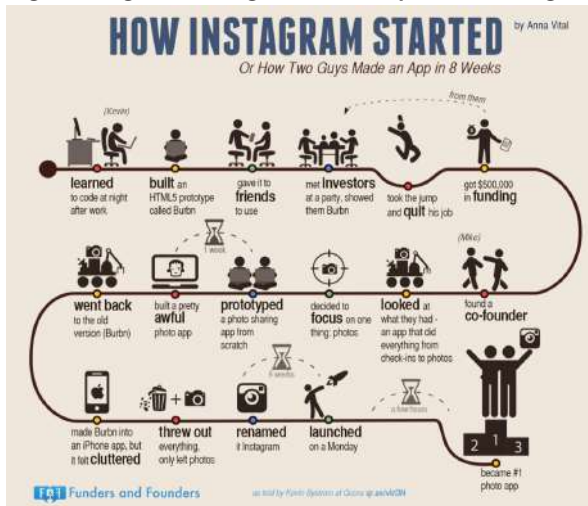 HOW INSTAGRAM STARTED
by Anna Vital
Or How Two Guys Made an App in 8 Weeks
(Kevin)
from them
learned
to code at night
after work
built an
HTML5 prototype
called Burbn
gave it to
friends
to use
met investors
at a party, showed
them Burbn
took the jump
and quit his job
got $500,000
in funding
(Mike)
found a
co-founder
looked at
what they had -
an app that did
everything from
check-ins to photos
decided to
focus on one
thing: photos
1 week
prototyped
a photo sharing
app from
scratch
built a pretty
awful
photo app
went back
to the old
version (Burbn)
made Burbn into
an iPhone app, but
it felt cluttered
threw out
everything,
only left photos
8 weeks
renamed
it Instagram
launched
on a Monday
a few hours
2 1 3
became #1
photo app
Funders and Founders
as told by Kevin Systrom at Quora